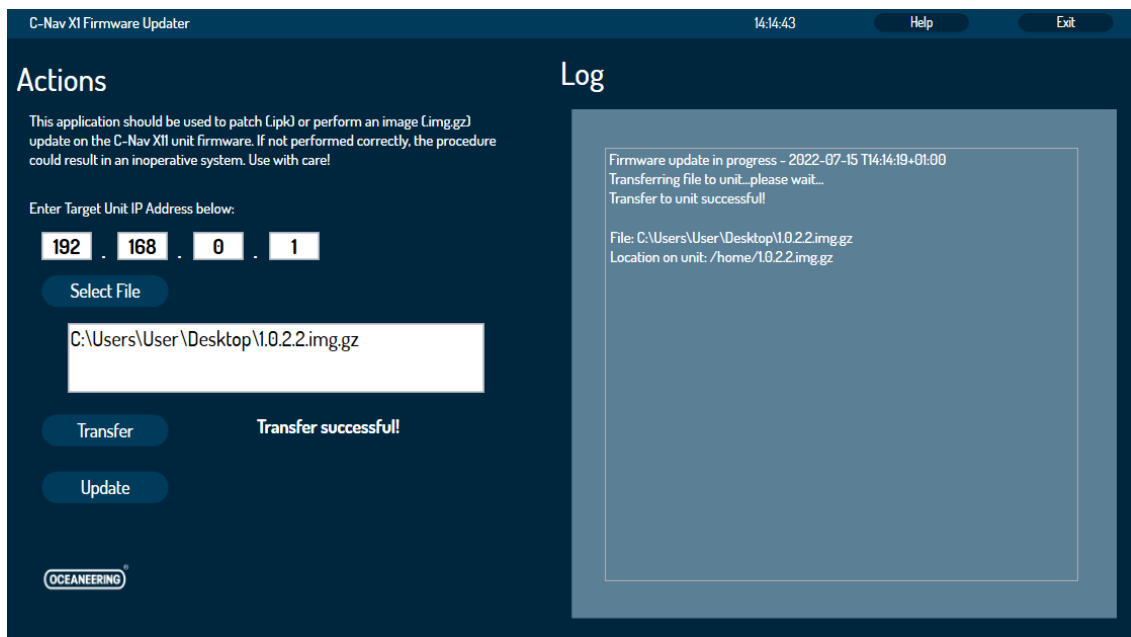 C-Nav X1 Firmware Updater
14:14:43
Help
Exit
Actions
This application should be used to patch (.ipk) or perform an image (.img.gz)
update on the C-Nav X11 unit firmware. If not performed correctly, the procedure
could result in an inoperative system. Use with care!
Enter Target Unit IP Address below:
192 . 168 . 0 . 1
Select File
C:\Users\User\Desktop\1.0.2.2.img.gz
Transfer
Transfer successful!
Update
OCEANEERING®
Log
Firmware update in progress - 2022-07-15 T14:14:19+01:00
Transferring file to unit...please wait...
Transfer to unit successful!
File: C:\Users\User\Desktop\1.0.2.2.img.gz
Location on unit: /home/1.0.2.2.img.gz